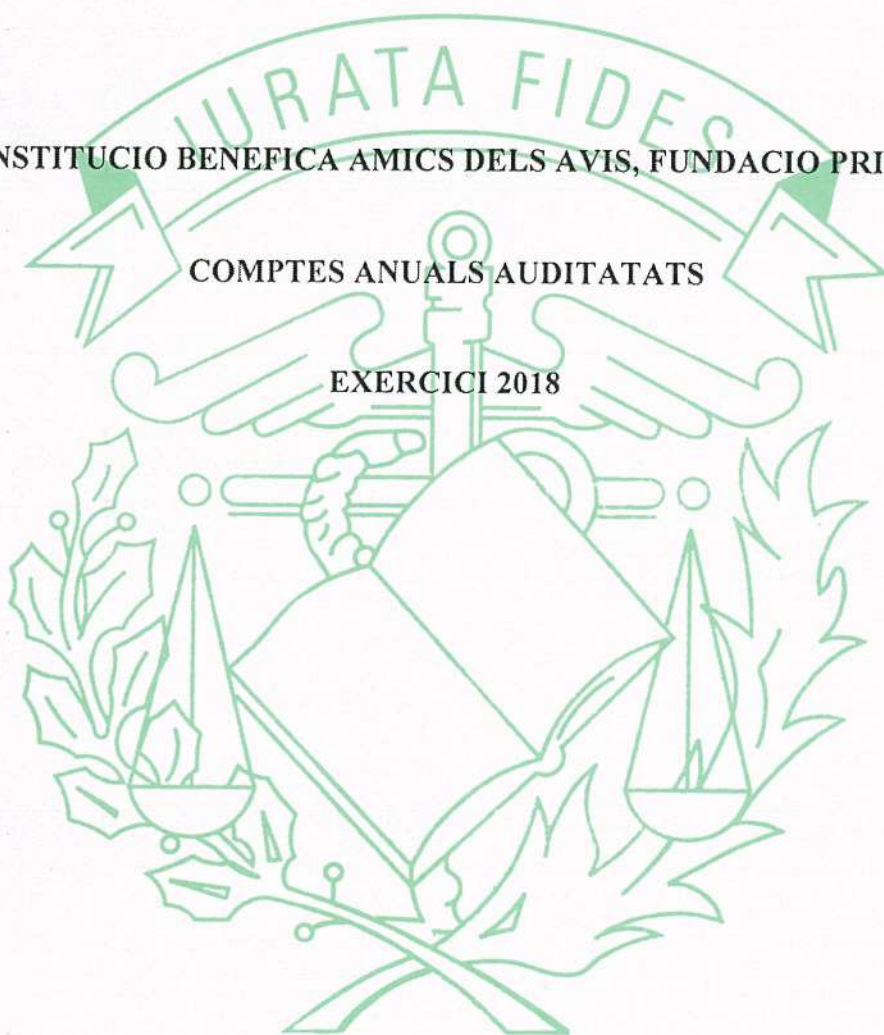 IURATA FIDES
NSTITUCIO BENEFICA AMICS DELS AVIS, FUNDACIO PRI
COMPTES ANUALS AUDITATATS
EXERCICI 2018